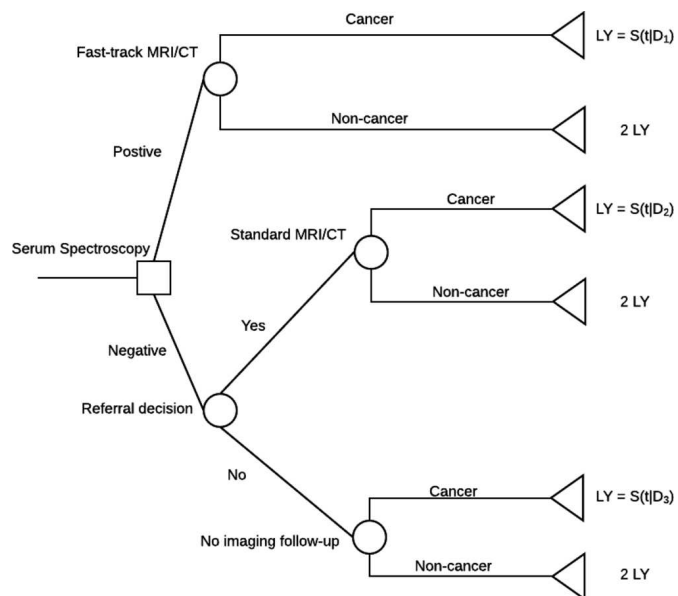 Cancer
Fast-track MRI/CT
LY = S(t|D₁)
Non-cancer
2 LY
Postive
Cancer
LY = S(t|D₂)
Standard MRI/CT
Serum Spectroscopy
Non-cancer
2 LY
Yes
Negative
Referral decision
No
Cancer
LY = S(t|D₃)
No imaging follow-up
Non-cancer
2 LY